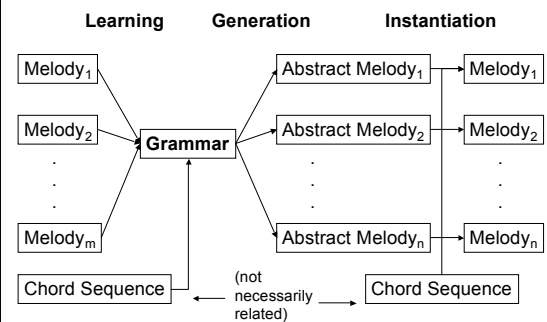 Learning Generation Instantiation
Melody₁ Abstract Melody₁ Melody₁
Melody₂ Abstract Melody₂ Melody₂
Grammar
. . .
. . .
. . .
Melodyₘ Abstract Melodyₙ Melodyₙ
Chord Sequence (not necessarily related) Chord Sequence